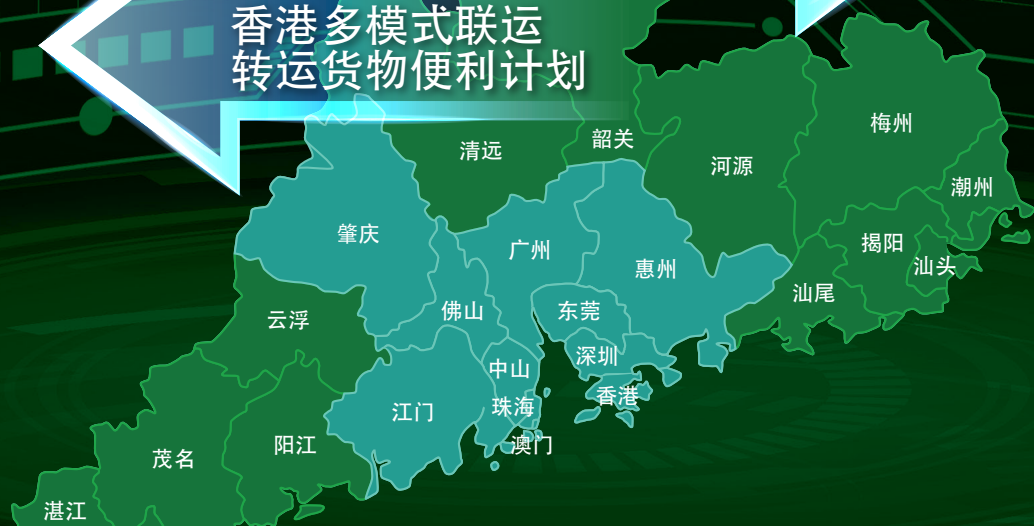 香港多模式联运
转运货物便利计划
韶关
梅州
清远
河源
潮州
肇庆
广州
揭阳
惠州
汕头
汕尾
云浮
佛山
东莞
深圳
中山
香港
江门
珠海
澳门
阳江
茂名
湛江